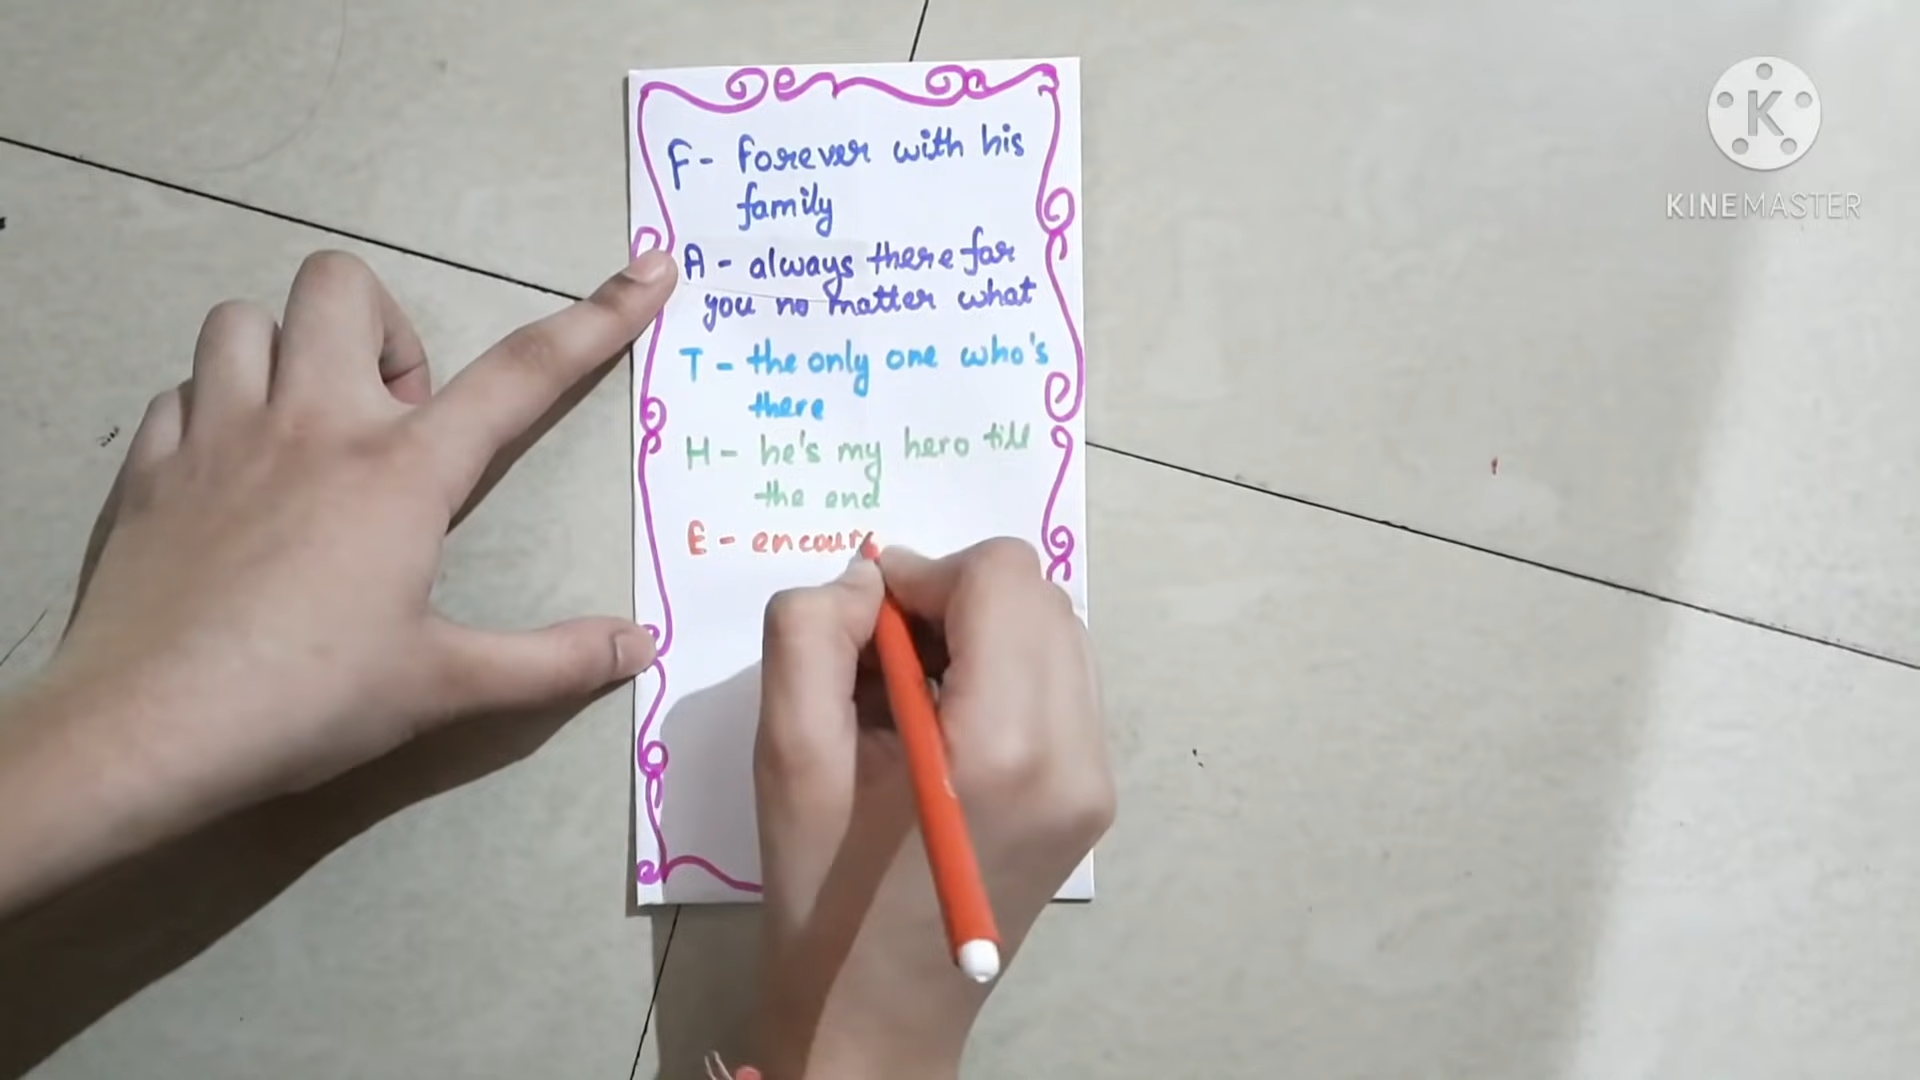 F - forever with his
family
A - always there for
you no matter what
T - the only one who's
there
H - he's my hero till
the end
E - encour
KINEMASTER